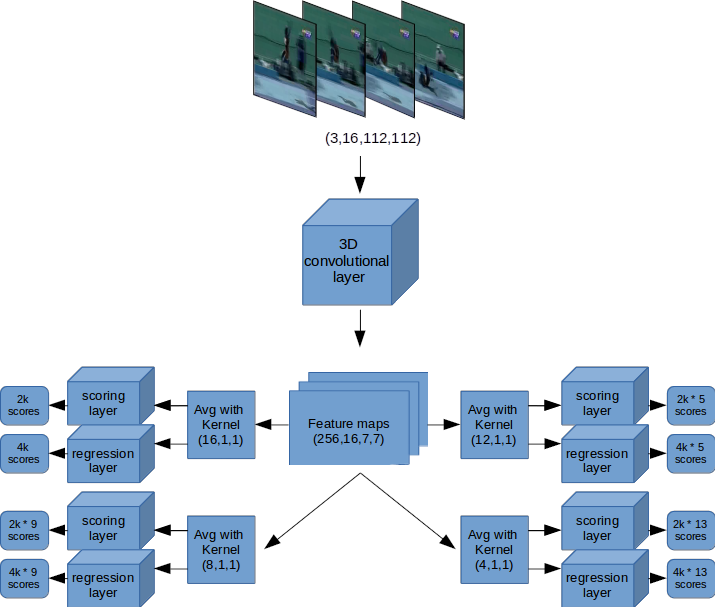 (3,16,112,112)
3D
convolutional
layer
Feature maps
(256,16,7,7)
2k
scores
scoring
layer
4k
scores
regression
layer
Avg with
Kernel
(16,1,1)
Avg with
Kernel
(12,1,1)
scoring
layer
2k * 5
scores
regression
layer
4k * 5
scores
2k * 9
scores
scoring
layer
4k * 9
scores
regression
layer
Avg with
Kernel
(8,1,1)
Avg with
Kernel
(4,1,1)
scoring
layer
2k * 13
scores
regression
layer
4k * 13
scores